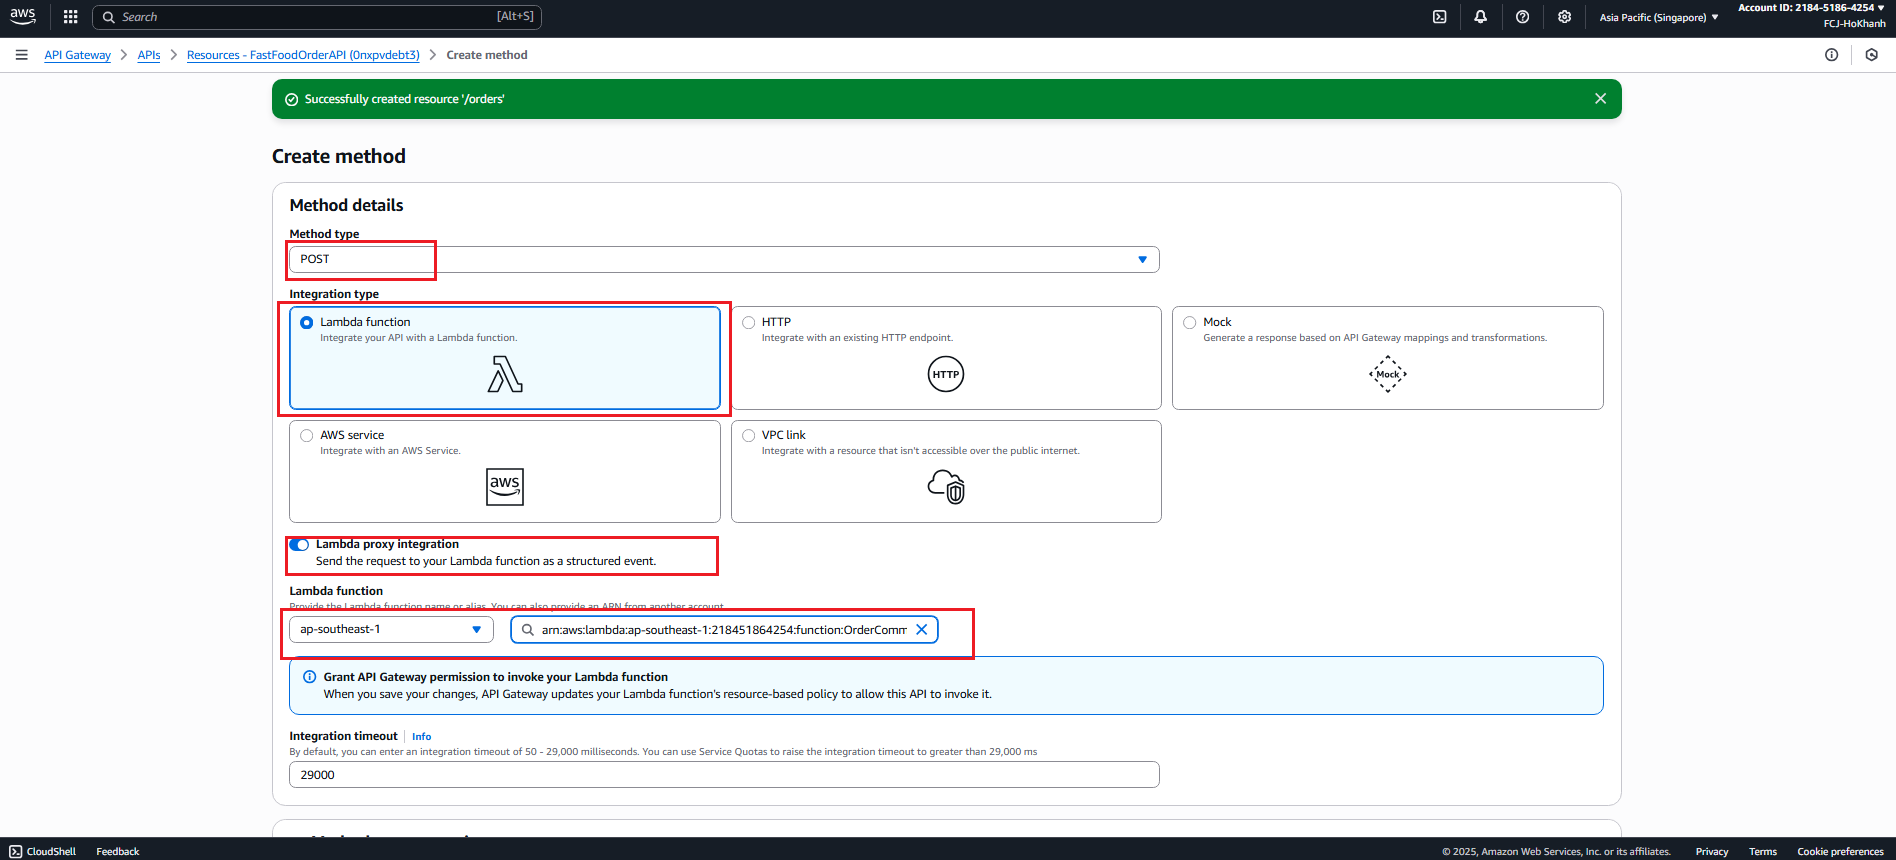 aws
Search [Alt+S]
Asia Pacific (Singapore)
Account ID: 2184-5186-4254
FCJ-HoKhanh
API Gateway > APIs > Resources - FastFoodOrderAPI (0nxpvdebt3) > Create method
Successfully created resource '/orders'
Create method
Method details
Method type
POST
Integration type
Lambda function
Integrate your API with a Lambda function.
HTTP
Integrate with an existing HTTP endpoint.
HTTP
Mock
Generate a response based on API Gateway mappings and transformations.
Mock
AWS service
Integrate with an AWS Service.
aws
VPC link
Integrate with a resource that isn't accessible over the public internet.
Lambda proxy integration
Send the request to your Lambda function as a structured event.
Lambda function
Provide the Lambda function name or alias. You can also provide an ARN from another account.
ap-southeast-1
arn:aws:lambda:ap-southeast-1:218451864254:function:OrderComm
Grant API Gateway permission to invoke your Lambda function
When you save your changes, API Gateway updates your Lambda function's resource-based policy to allow this API to invoke it.
Integration timeout Info
By default, you can enter an integration timeout of 50 - 29,000 milliseconds. You can use Service Quotas to raise the integration timeout to greater than 29,000 ms
29000
CloudShell Feedback
© 2025, Amazon Web Services, Inc. or its affiliates. Privacy Terms Cookie preferences